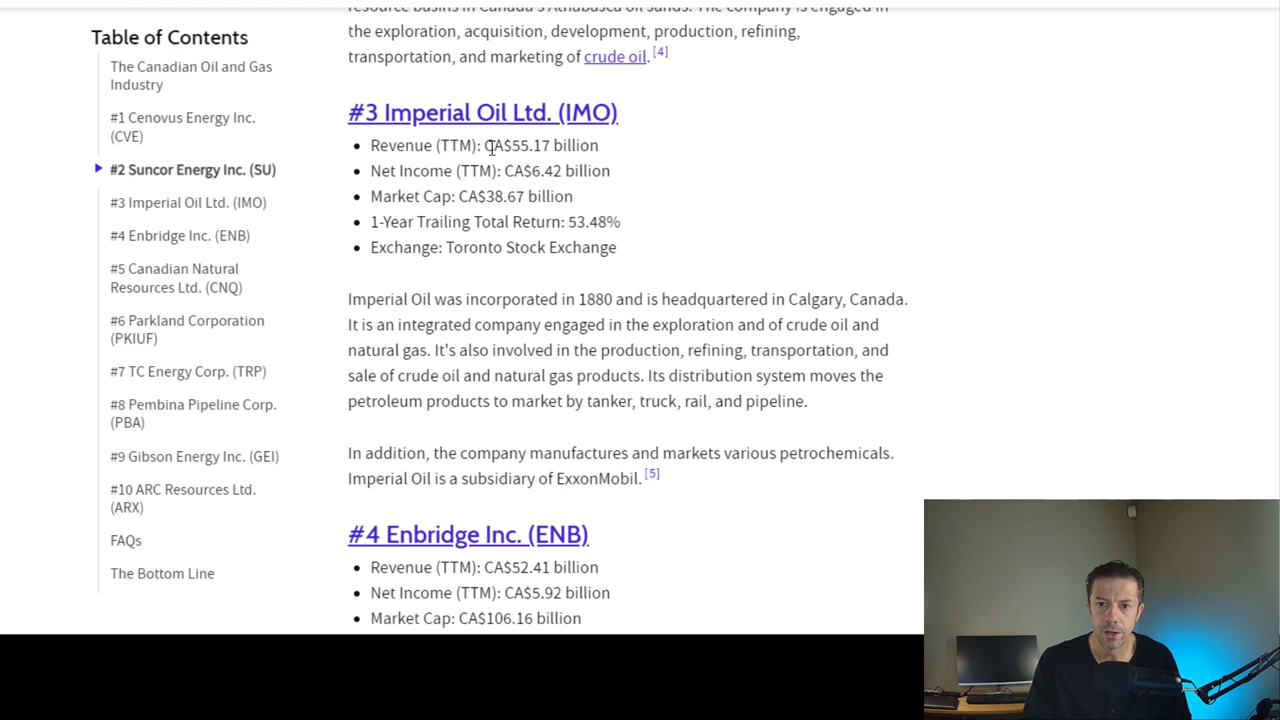 resource basins in Canada's Athabasca oil sands. The company is engaged in
the exploration, acquisition, development, production, refining,
transportation, and marketing of crude oil. [4]
Table of Contents
The Canadian Oil and Gas
Industry
#1 Cenovus Energy Inc.
(CVE)
#2 Suncor Energy Inc. (SU)
#3 Imperial Oil Ltd. (IMO)
#4 Enbridge Inc. (ENB)
#5 Canadian Natural
Resources Ltd. (CNQ)
#6 Parkland Corporation
(PKIUF)
#7 TC Energy Corp. (TRP)
#8 Pembina Pipeline Corp.
(PBA)
#9 Gibson Energy Inc. (GEI)
#10 ARC Resources Ltd.
(ARX)
FAQs
The Bottom Line
#3 Imperial Oil Ltd. (IMO)
Revenue (TTM): CA$55.17 billion
Net Income (TTM): CA$6.42 billion
Market Cap: CA$38.67 billion
1-Year Trailing Total Return: 53.48%
Exchange: Toronto Stock Exchange
Imperial Oil was incorporated in 1880 and is headquartered in Calgary, Canada.
It is an integrated company engaged in the exploration and of crude oil and
natural gas. It's also involved in the production, refining, transportation, and
sale of crude oil and natural gas products. Its distribution system moves the
petroleum products to market by tanker, truck, rail, and pipeline.
In addition, the company manufactures and markets various petrochemicals.
Imperial Oil is a subsidiary of ExxonMobil. [5]
#4 Enbridge Inc. (ENB)
Revenue (TTM): CA$52.41 billion
Net Income (TTM): CA$5.92 billion
Market Cap: CA$106.16 billion